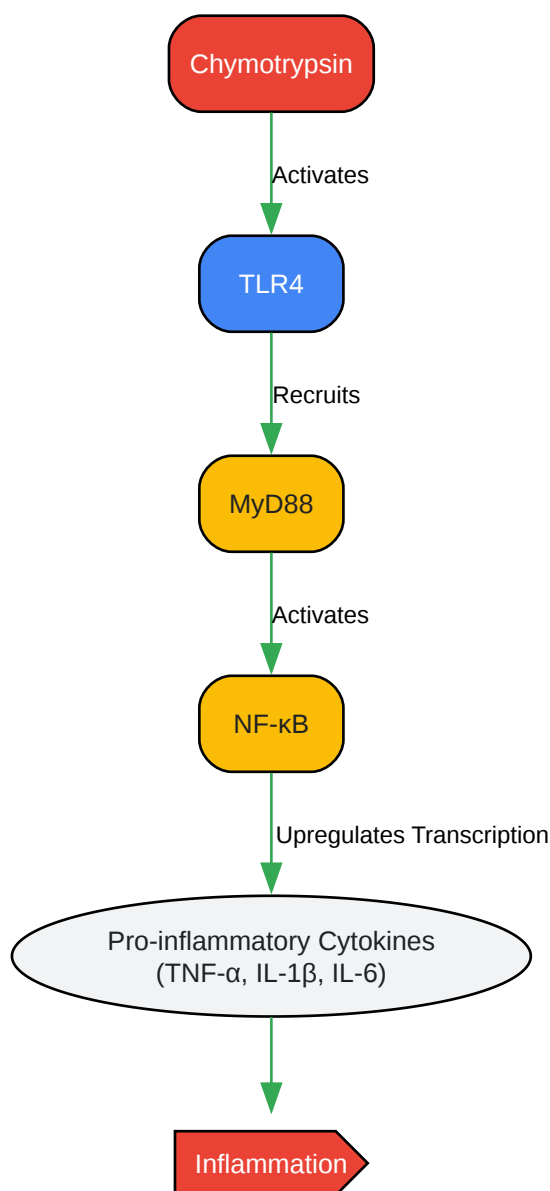 Chymotrypsin
Activates
TLR4
Recruits
MyD88
Activates
NF-κB
Upregulates Transcription
Pro-inflammatory Cytokines
(TNF-α, IL-1β, IL-6)
Inflammation